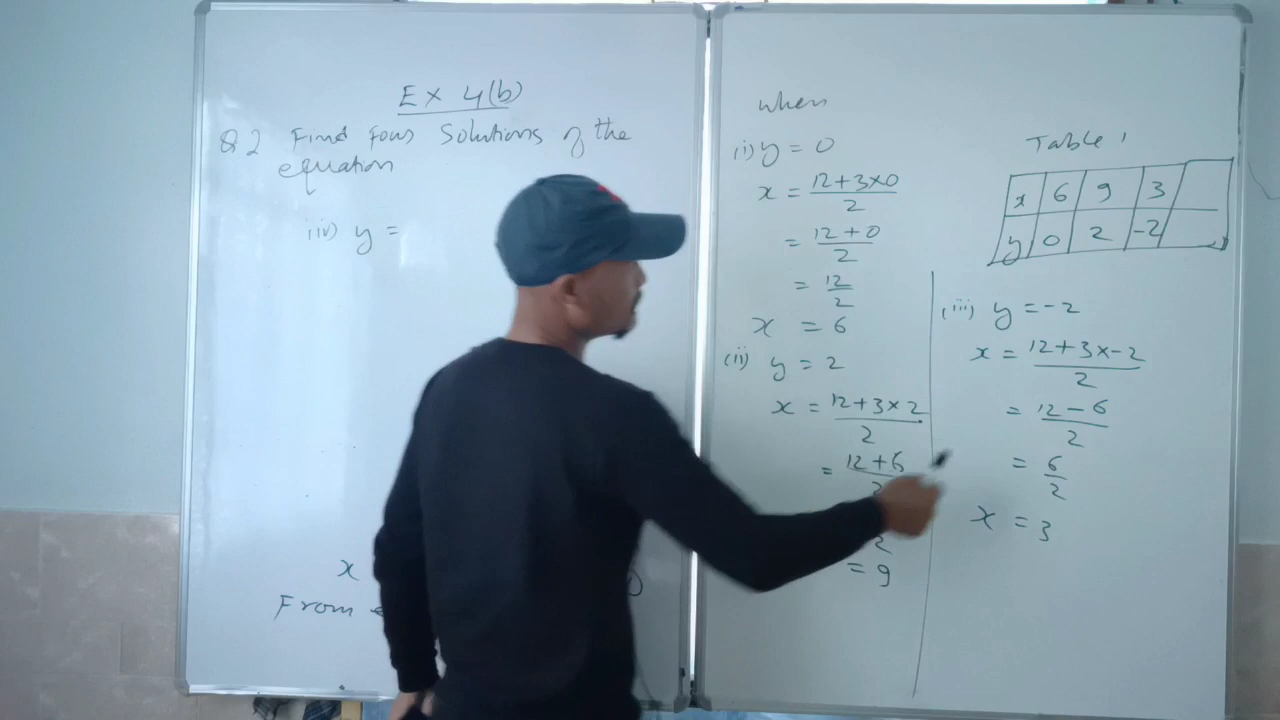 Ex 4(b)
Q2 Find four Solutions of the
equation
(iv) y =
x
From
when
(i) y = 0
x = 12+3×0/2
= 12+0/2
= 12/2
x = 6
(ii) y = 2
x = 12+3×2/2
= 12+6
2
= 9
Table 1
x 6 9 3
y 0 2 -2
(iii) y = -2
x = 12+3×-2/2
= 12-6/2
= 6/2
x = 3